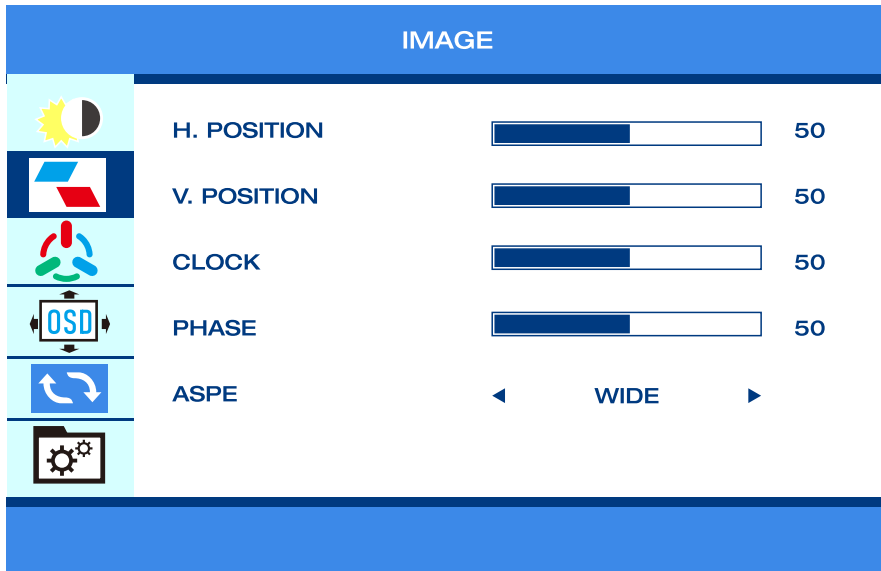 IMAGE
H. POSITION 50
V. POSITION 50
CLOCK 50
PHASE 50
OSD
ASPE WIDE